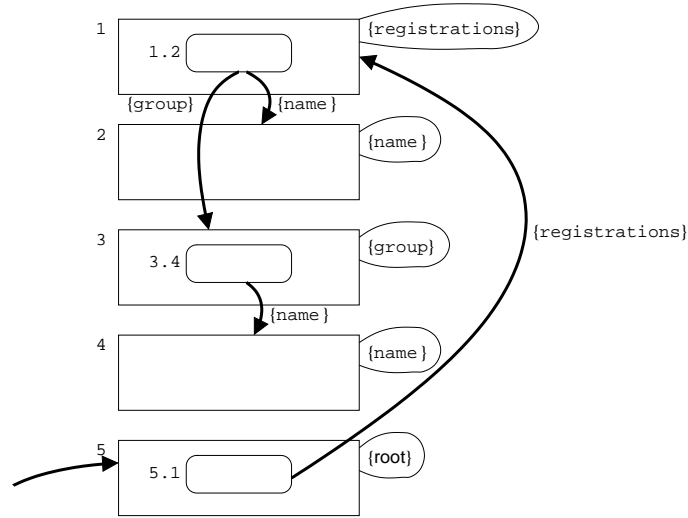 1
{registrations}
1.2
{group}
{name}
2
{name}
{registrations}
3
{group}
3.4
{name}
4
{name}
5
{root}
5.1